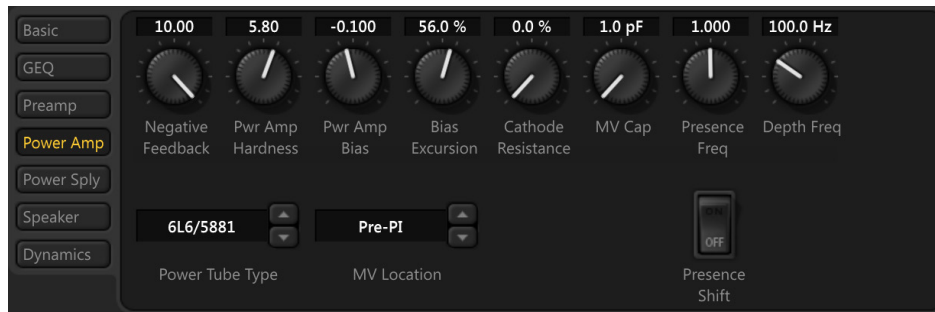 Basic
GEQ
Preamp
Power Amp
Power Sply
Speaker
Dynamics
10.00 5.80 -0.100 56.0 % 0.0 % 1.0 pF 1.000 100.0 Hz
Negative Pwr Amp Pwr Amp Bias Cathode MV Cap Presence Depth Freq
Feedback Hardness Bias Excursion Resistance Freq
6L6/5881 Pre-PI ON
OFF
Power Tube Type MV Location Presence
Shift